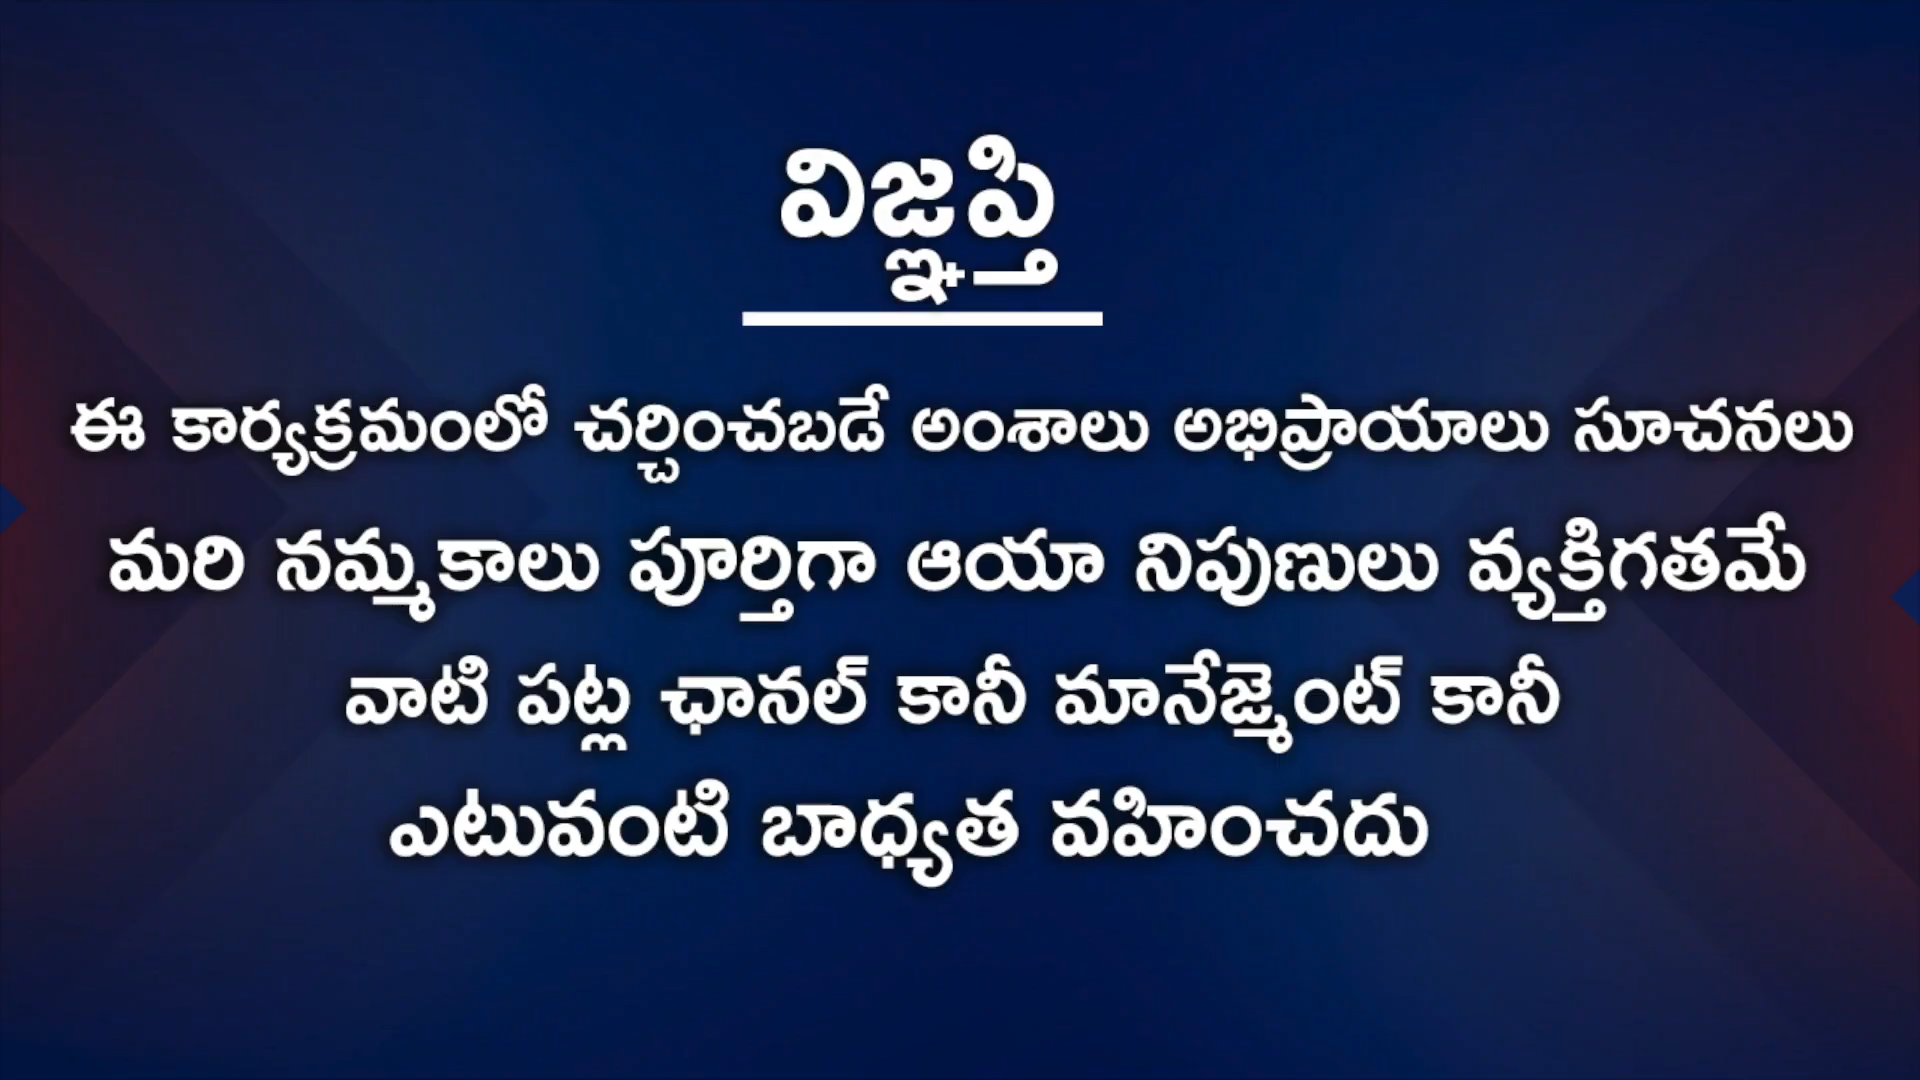 విజ్ఞప్తి
ఈ కార్యక్రమంలో చర్చించబడే అంశాలు అభిప్రాయాలు సూచనలు
మరి నమ్మకాలు పూర్తిగా ఆయా నిపుణులు వ్యక్తిగతమే
వాటి పట్ల ఛానల్ కానీ మానేజ్మెంట్ కానీ
ఎటువంటి బాధ్యత వహించదు